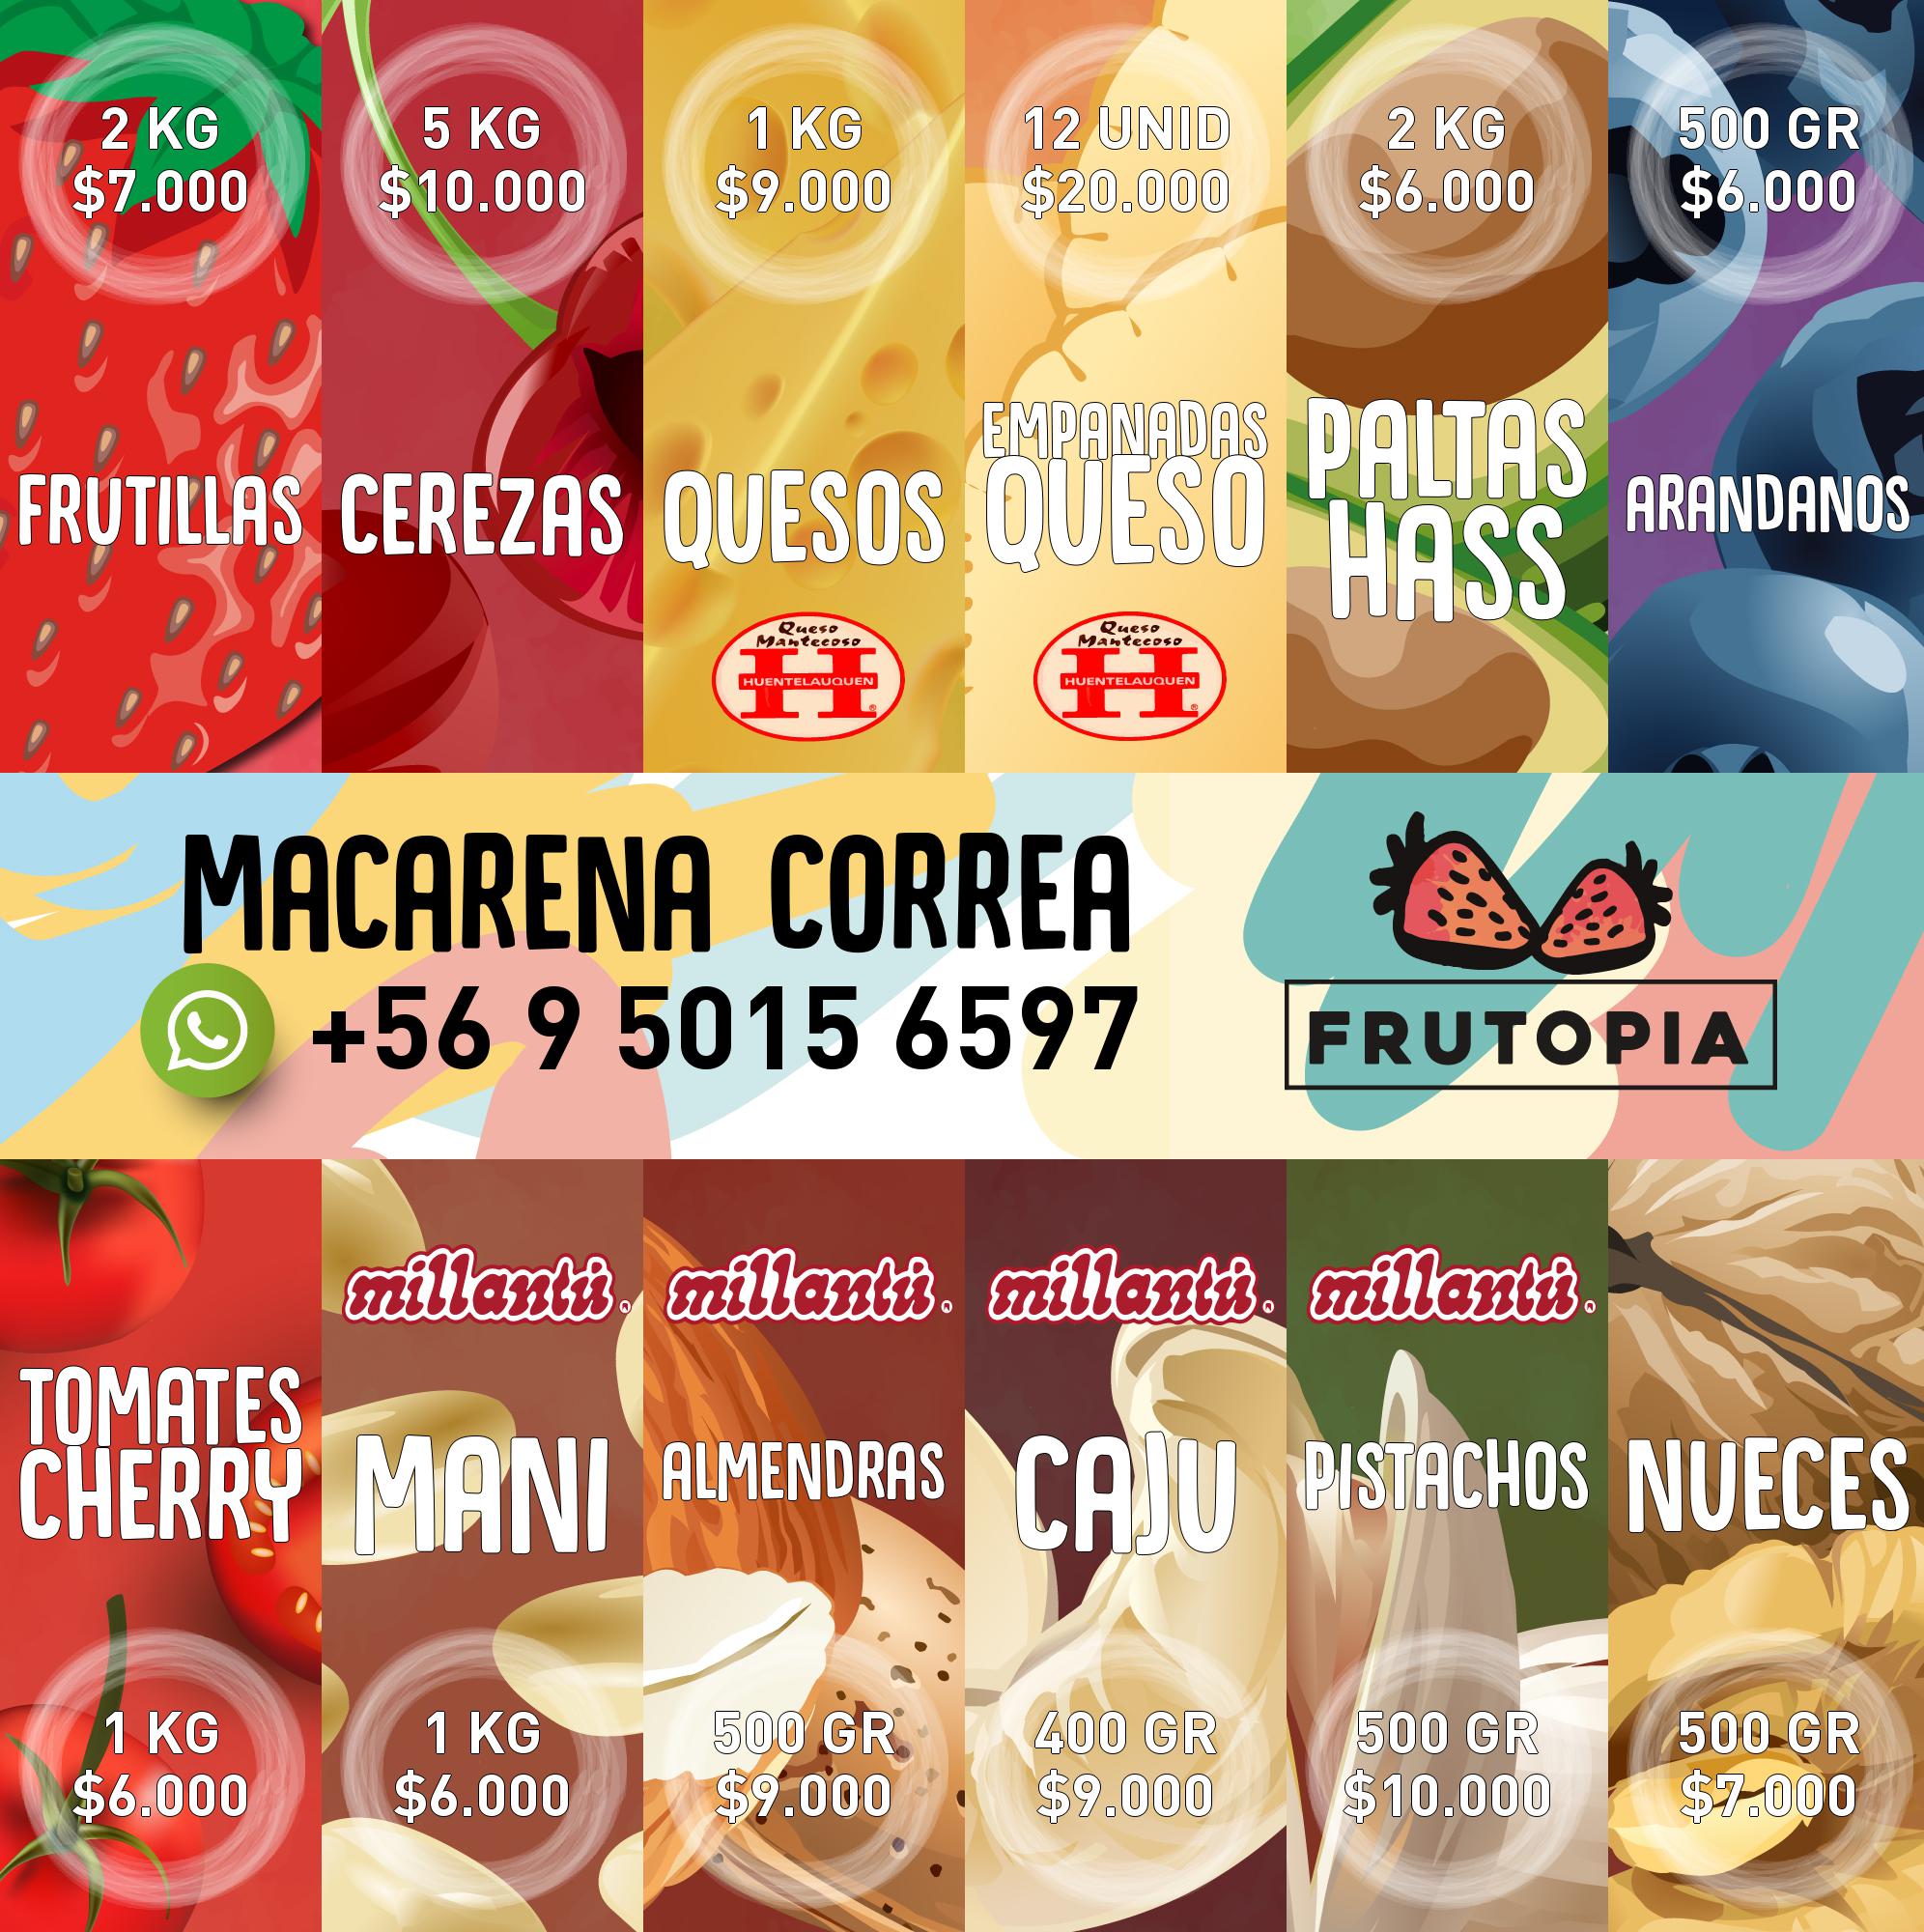 2 KG
$7.000
FRUTILLAS
5 KG
$10.000
CEREZAS
1 KG
$9.000
QUESOS
Queso
Mantecoso
H
HUENTELAUQUEN
®
12 UNID
$20.000
EMPANADAS
QUESO
Queso
Mantecoso
H
HUENTELAUQUEN
®
2 KG
$6.000
PALTAS
HASS
500 GR
$6.000
ARANDANOS
MACARENA CORREA
+56 9 5015 6597
FRUTOPIA
TOMATES
CHERRY
1 KG
$6.000
millantú®
MANI
1 KG
$6.000
millantú®
ALMENDRAS
500 GR
$9.000
millantú®
CAJU
400 GR
$9.000
millantú®
PISTACHOS
500 GR
$10.000
NUECES
500 GR
$7.000